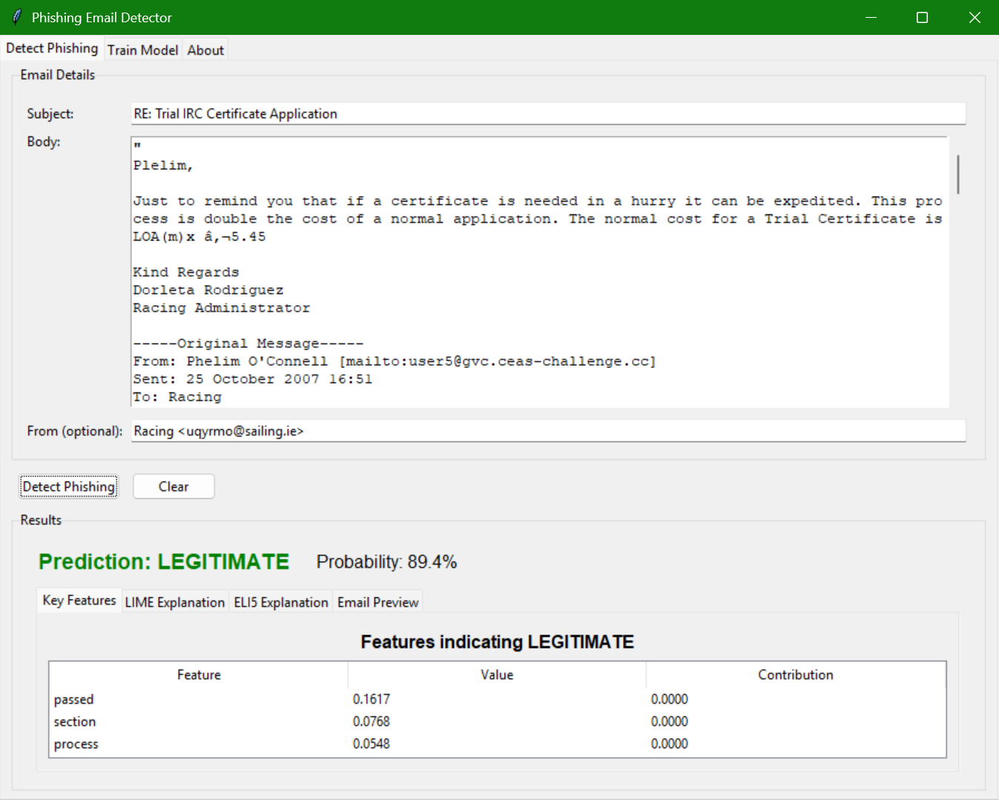 Phishing Email Detector
Detect Phishing Train Model About
Email Details
Subject: RE: Trial IRC Certificate Application
Body: "
Plelim,
Just to remind you that if a certificate is needed in a hurry it can be expedited. This pro
cess is double the cost of a normal application. The normal cost for a Trial Certificate is
LOA(m)x â‚¬5.45
Kind Regards
Dorleta Rodriguez
Racing Administrator
-----Original Message-----
From: Phelim O'Connell [mailto:user5@gvc.ceas-challenge.cc]
Sent: 25 October 2007 16:51
To: Racing
From (optional): Racing <uqyrmo@sailing.ie>
Detect Phishing Clear
Results
Prediction: LEGITIMATE Probability: 89.4%
Key Features LIME Explanation ELI5 Explanation Email Preview
Features indicating LEGITIMATE
Feature Value Contribution
passed 0.1617 0.0000
section 0.0768 0.0000
process 0.0548 0.0000